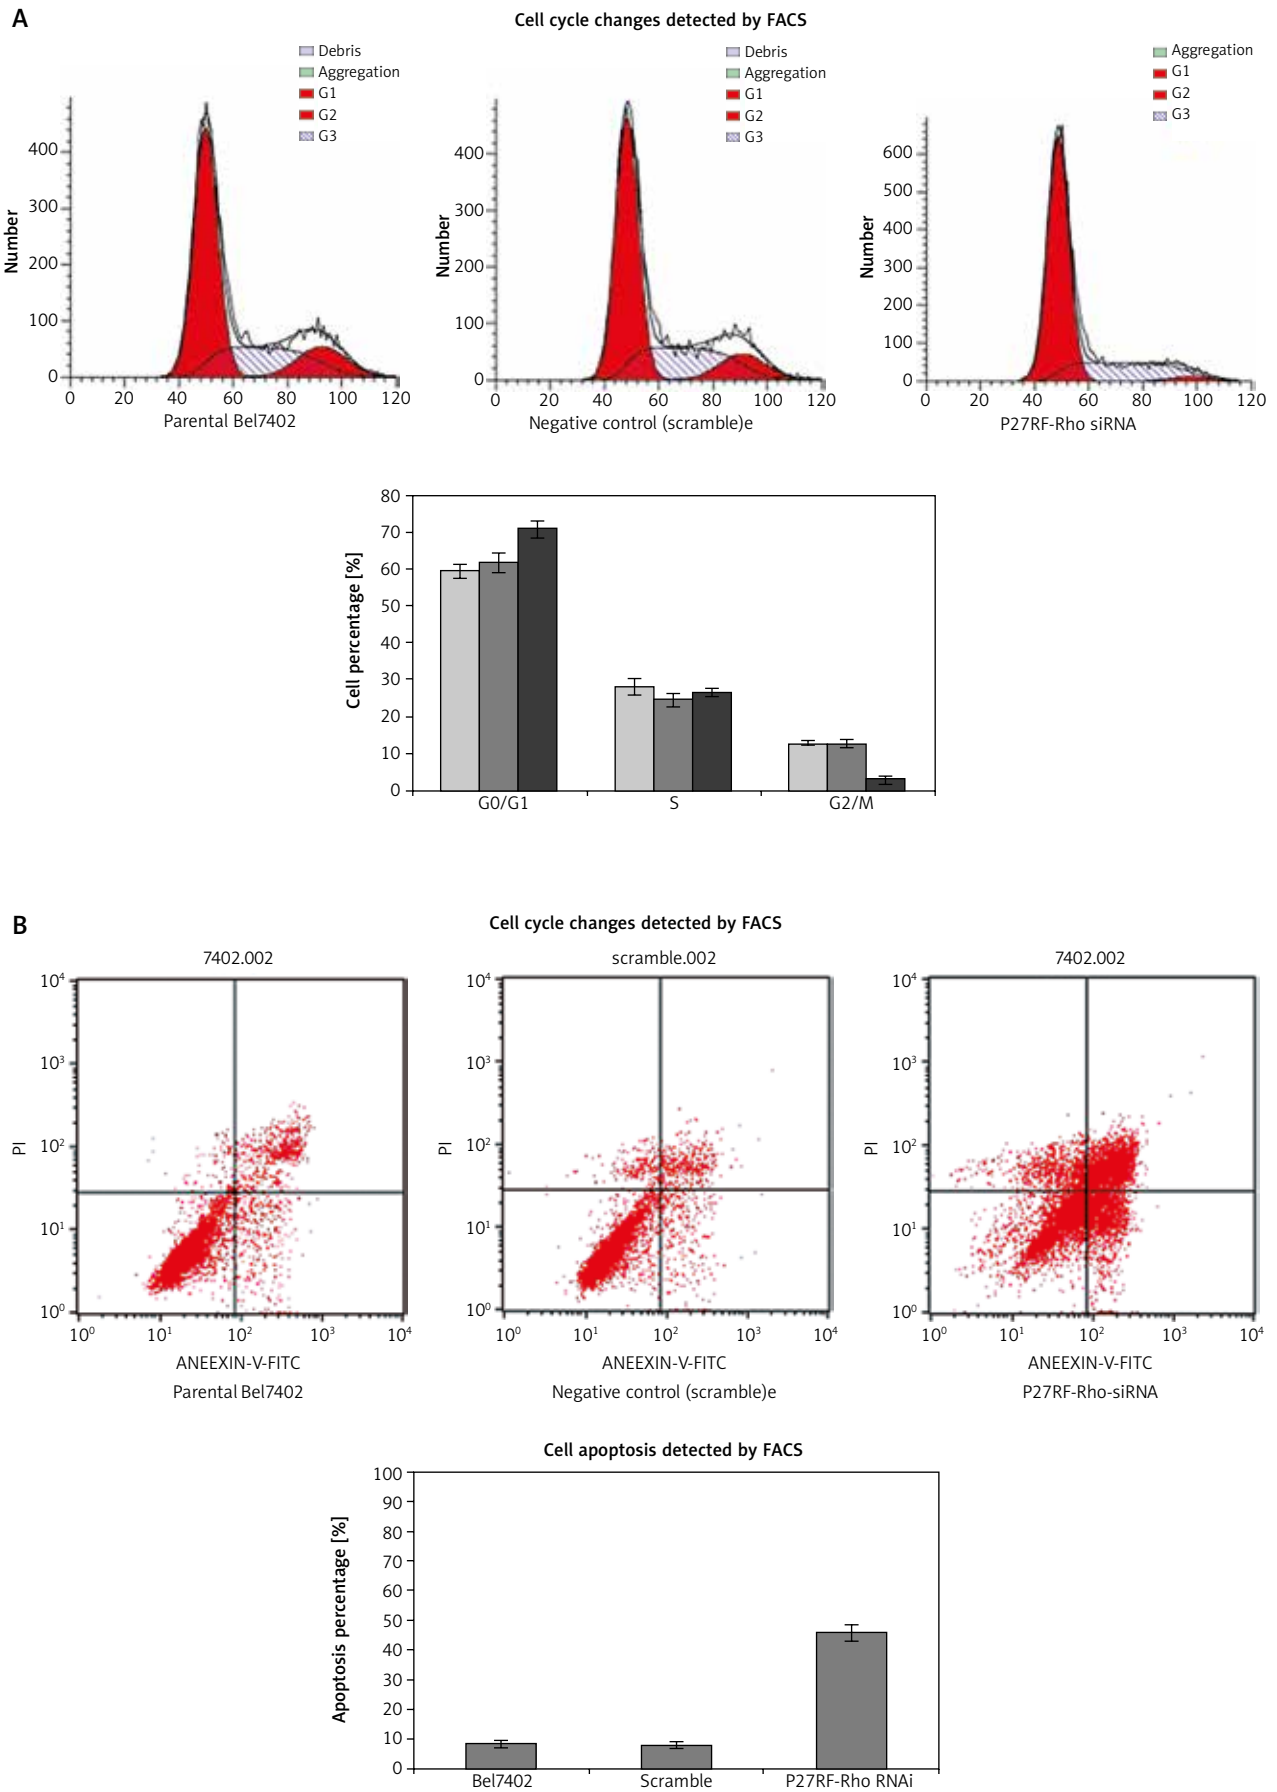 A
Cell cycle changes detected by FACS
Debris
Aggregation
G1
G2
G3
Number
400
300
200
100
0
0 20 40 60 80 100 120
Parental Bel7402
Debris
Aggregation
G1
G2
G3
Number
400
300
200
100
0
0 20 40 60 80 100 120
Negative control (scramble)e
Aggregation
G1
G2
G3
Number
600
500
400
300
200
100
0
0 20 40 60 80 100 120
P27RF-Rho siRNA
Cell percentage [%]
80
70
60
50
40
30
20
10
0
G0/G1 S G2/M
B
Cell cycle changes detected by FACS
7402.002
PI
10⁴
10³
10²
10¹
10⁰
10⁰ 10¹ 10² 10³ 10⁴
ANEEXIN-V-FITC
Parental Bel7402
scramble.002
PI
10⁴
10³
10²
10¹
10⁰
10⁰ 10¹ 10² 10³ 10⁴
ANEEXIN-V-FITC
Negative control (scramble)e
7402.002
PI
10⁴
10³
10²
10¹
10⁰
10⁰ 10¹ 10² 10³ 10⁴
ANEEXIN-V-FITC
P27RF-Rho-siRNA
Cell apoptosis detected by FACS
Apoptosis percentage [%]
100
90
80
70
60
50
40
30
20
10
0
Bel7402 Scramble P27RF-Rho RNAi